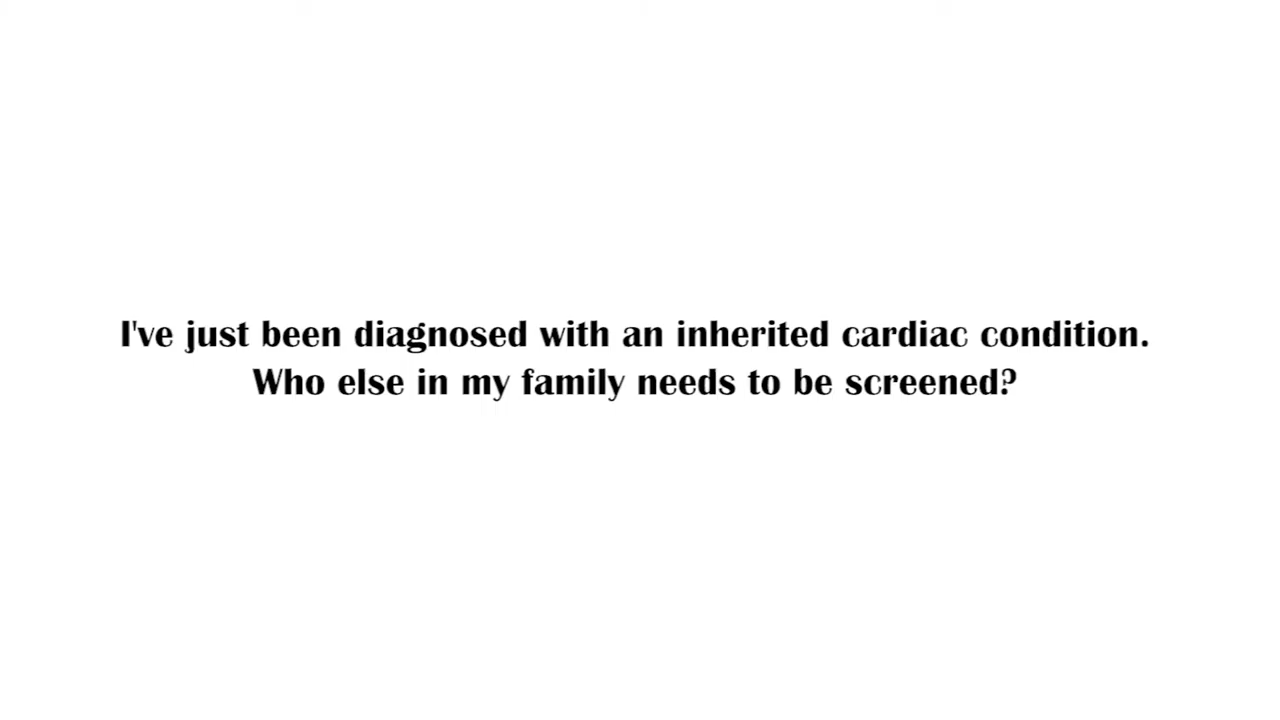 I've just been diagnosed with an inherited cardiac condition.
Who else in my family needs to be screened?